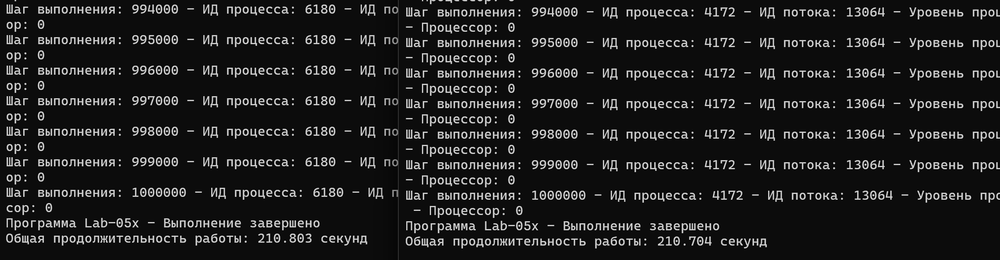 Шаг выполнения: 994000 - ИД процесса: 6180 - ИД по
ор: 0
Шаг выполнения: 995000 - ИД процесса: 6180 - ИД по
ор: 0
Шаг выполнения: 996000 - ИД процесса: 6180 - ИД по
ор: 0
Шаг выполнения: 997000 - ИД процесса: 6180 - ИД по
ор: 0
Шаг выполнения: 998000 - ИД процесса: 6180 - ИД по
ор: 0
Шаг выполнения: 999000 - ИД процесса: 6180 - ИД по
ор: 0
Шаг выполнения: 1000000 - ИД процесса: 6180 - ИД п
сор: 0
Программа Lab-05x - Выполнение завершено
Общая продолжительность работы: 210.803 секунд
- Процессор: 0
Шаг выполнения: 994000 - ИД процесса: 4172 - ИД потока: 13064 - Уровень проц
- Процессор: 0
Шаг выполнения: 995000 - ИД процесса: 4172 - ИД потока: 13064 - Уровень проц
- Процессор: 0
Шаг выполнения: 996000 - ИД процесса: 4172 - ИД потока: 13064 - Уровень проц
- Процессор: 0
Шаг выполнения: 997000 - ИД процесса: 4172 - ИД потока: 13064 - Уровень проц
- Процессор: 0
Шаг выполнения: 998000 - ИД процесса: 4172 - ИД потока: 13064 - Уровень проц
- Процессор: 0
Шаг выполнения: 999000 - ИД процесса: 4172 - ИД потока: 13064 - Уровень проц
- Процессор: 0
Шаг выполнения: 1000000 - ИД процесса: 4172 - ИД потока: 13064 - Уровень про
- Процессор: 0
Программа Lab-05x - Выполнение завершено
Общая продолжительность работы: 210.704 секунд